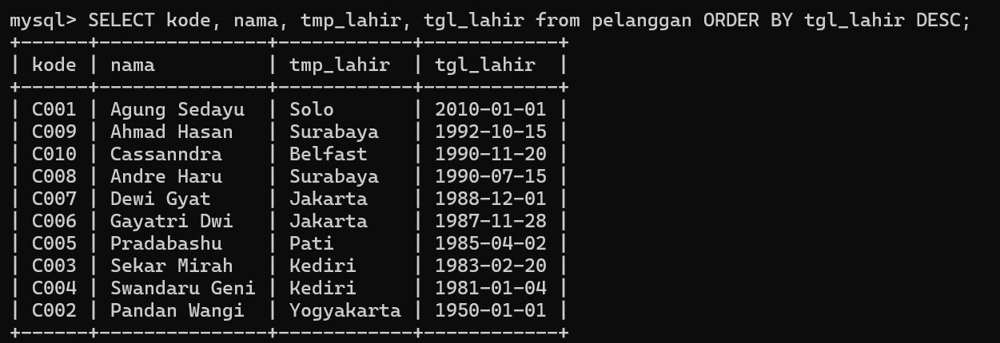 mysql> SELECT kode, nama, tmp_lahir, tgl_lahir from pelanggan ORDER BY tgl_lahir DESC;
+------+---------------+------------+------------+
| kode | nama          | tmp_lahir  | tgl_lahir  |
+------+---------------+------------+------------+
| C001 | Agung Sedayu  | Solo       | 2010-01-01 |
| C009 | Ahmad Hasan   | Surabaya   | 1992-10-15 |
| C010 | Cassanndra    | Belfast    | 1990-11-20 |
| C008 | Andre Haru    | Surabaya   | 1990-07-15 |
| C007 | Dewi Gyat     | Jakarta    | 1988-12-01 |
| C006 | Gayatri Dwi   | Jakarta    | 1987-11-28 |
| C005 | Pradabashu    | Pati       | 1985-04-02 |
| C003 | Sekar Mirah   | Kediri     | 1983-02-20 |
| C004 | Swandaru Geni | Kediri     | 1981-01-04 |
| C002 | Pandan Wangi  | Yogyakarta | 1950-01-01 |
+------+---------------+------------+------------+